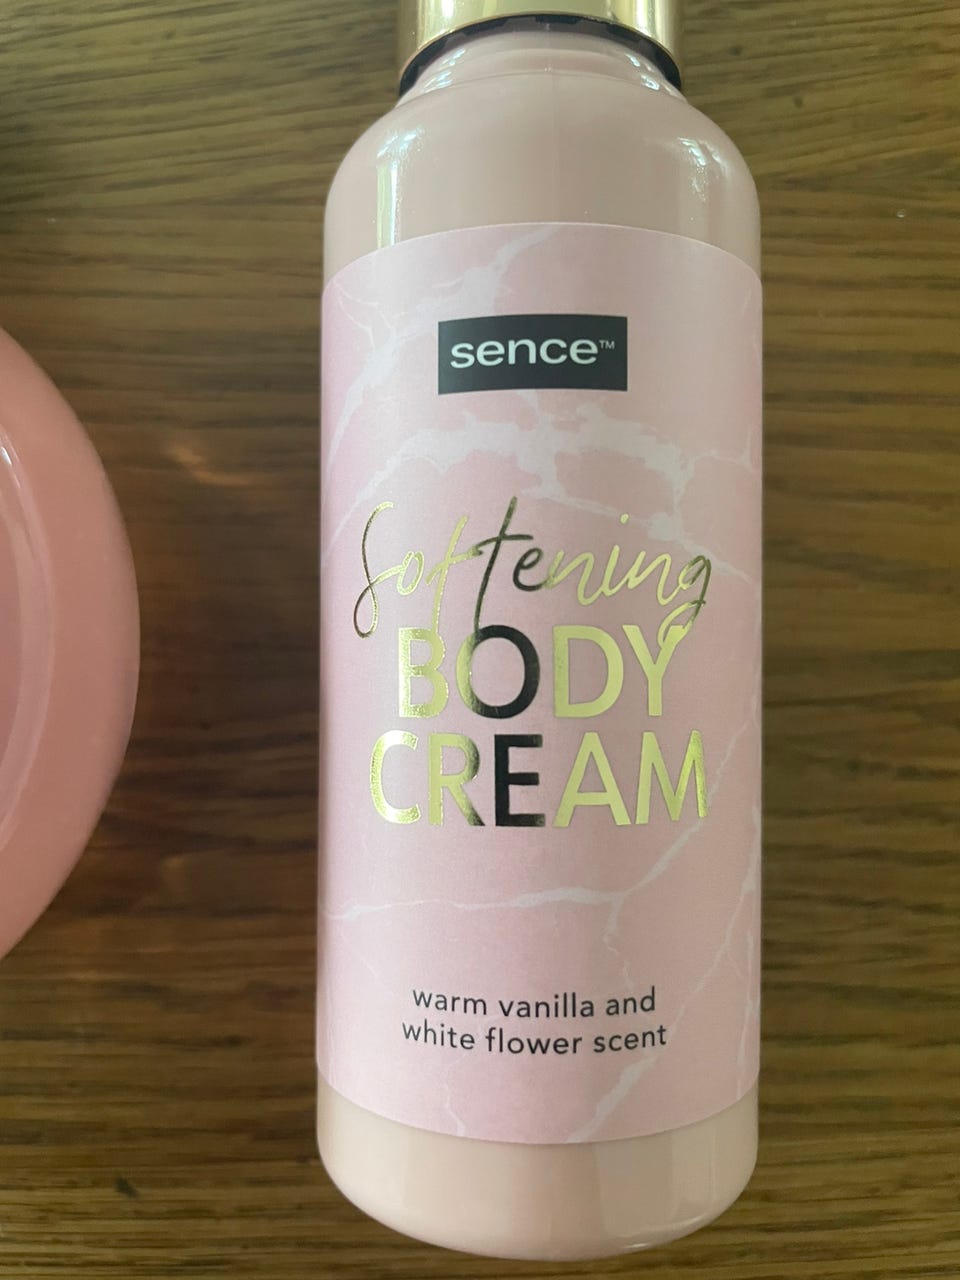 sence™
Softening
BODY
CREAM
warm vanilla and
white flower scent